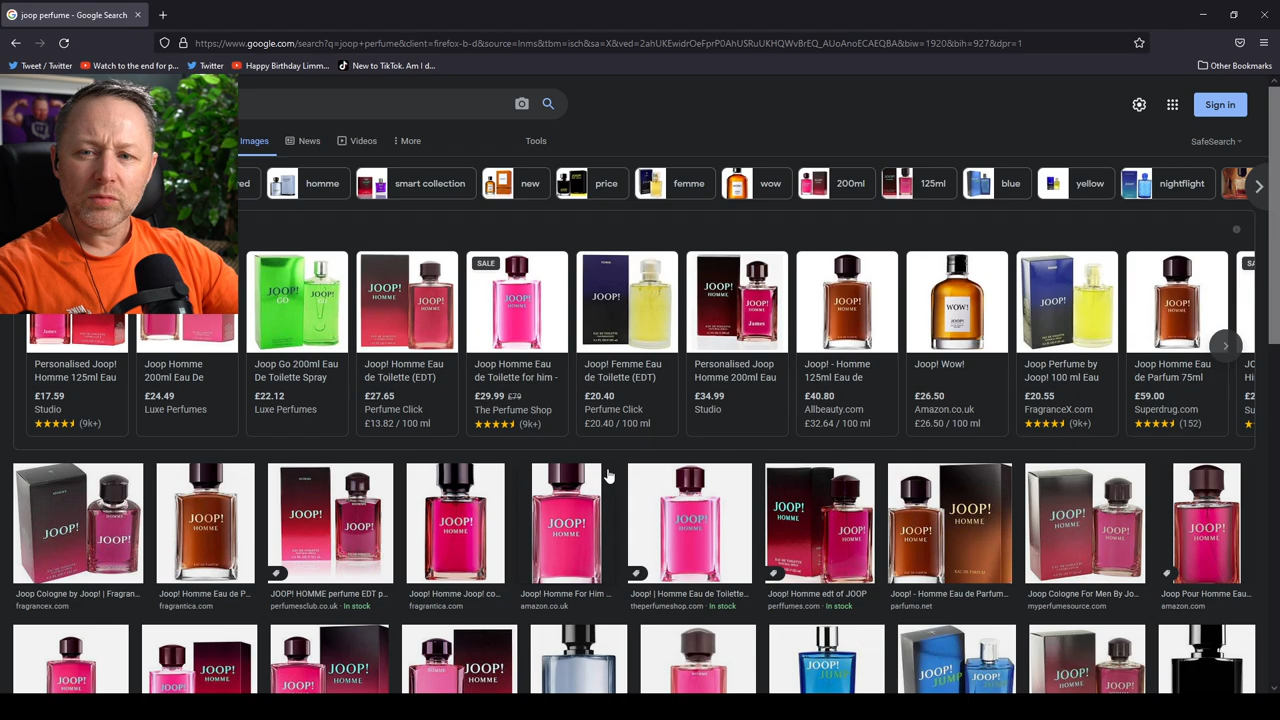 joop perfume - Google Search
https://www.google.com/search?q=joop+perfume&client=firefox-b-d&source=lnms&tbm=isch&sa=X&ved=2ahUKEwidrOeFprP0AhUSRuUKHQWvBrEQ_AUoAnoECAEQBA&biw=1920&bih=927&dpr=1
Tweet / Twitter
Watch to the end for p...
Twitter
Happy Birthday Limm...
New to TikTok. Am I d...
Other Bookmarks
Sign in
Images
News
Videos
More
Tools
SafeSearch
red
homme
smart collection
new
price
femme
wow
200ml
125ml
blue
yellow
nightflight
SALE
Personalised Joop!
Homme 125ml Eau
£17.59
Studio
(9k+)
Joop Homme
200ml Eau De
£24.49
Luxe Perfumes
Joop Go 200ml Eau
De Toilette Spray
£22.12
Luxe Perfumes
Joop! Homme Eau
de Toilette (EDT)
£27.65
Perfume Click
£13.82 / 100 ml
Joop Homme Eau
de Toilette for him -
£29.99 £79
The Perfume Shop
(9k+)
Joop! Femme Eau
de Toilette (EDT)
£20.40
Perfume Click
£20.40 / 100 ml
Personalised Joop
Homme 200ml Eau
£34.99
Studio
Joop! - Homme
125ml Eau de
£40.80
Allbeauty.com
£32.64 / 100 ml
Joop! Wow!
£26.50
Amazon.co.uk
£26.50 / 100 ml
Joop Perfume by
Joop! 100 ml Eau
£20.55
FragranceX.com
(9k+)
Joop Homme Eau
de Parfum 75ml
£59.00
Superdrug.com
(152)
Joop Cologne by Joop! | Fragran...
fragrancex.com
Joop! Homme Eau de P...
fragrantica.com
JOOP! HOMME perfume EDT p...
perfumesclub.co.uk · In stock
Joop! Homme Joop! co...
fragrantica.com
Joop! Homme For Him ...
amazon.co.uk
Joop! | Homme Eau de Toilette...
theperfumeshop.com · In stock
Joop! Homme edt of JOOP
perffumes.com · In stock
Joop! - Homme Eau de Parfum...
parfumo.net
Joop Cologne For Men By Jo...
myperfumesource.com
Joop Pour Homme Eau...
amazon.com